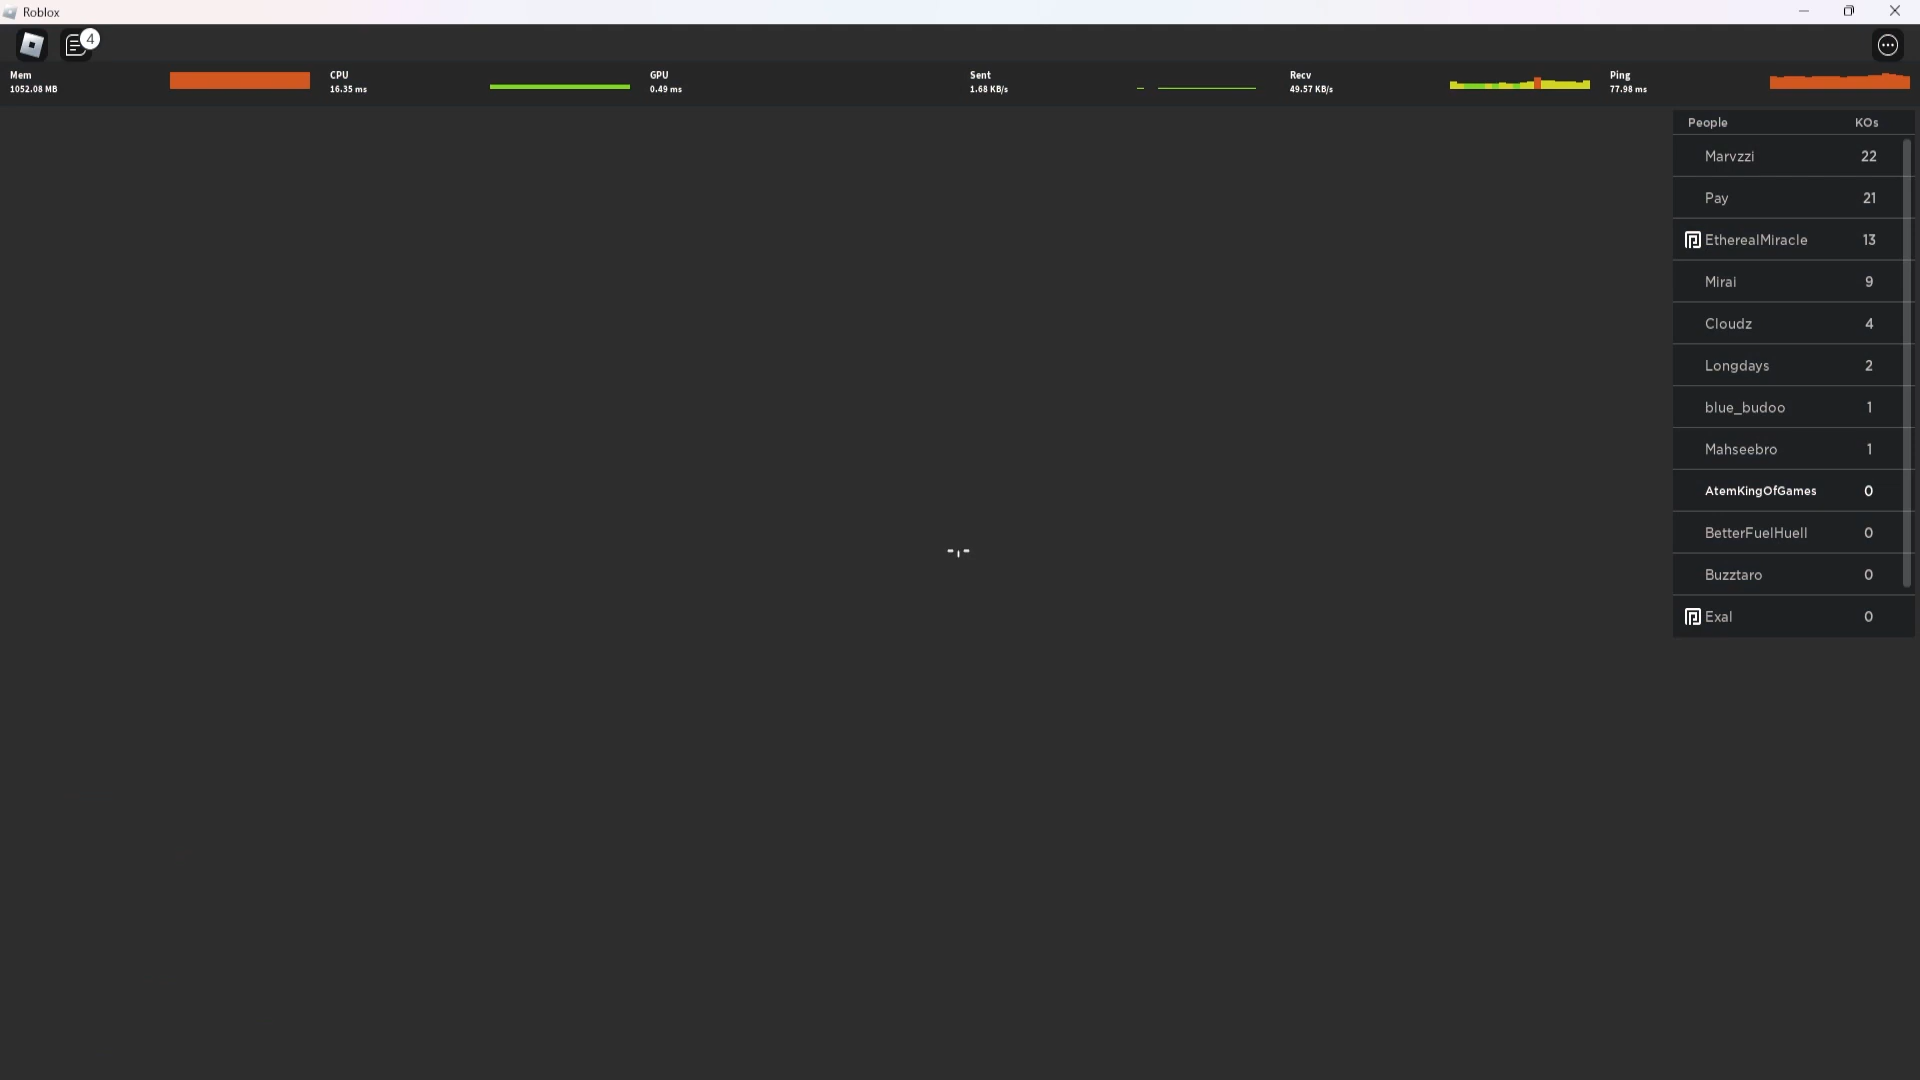 Roblox
4
Mem
1052.08 MB
CPU
16.35 ms
GPU
0.49 ms
Sent
1.68 KB/s
Recv
49.57 KB/s
Ping
77.98 ms
People KOs
Marvzzi 22
Pay 21
EtherealMiracle 13
Mirai 9
Cloudz 4
Longdays 2
blue_budoo 1
Mahseebro 1
AtemKingOfGames 0
BetterFuelHuell 0
Buzztaro 0
Exal 0